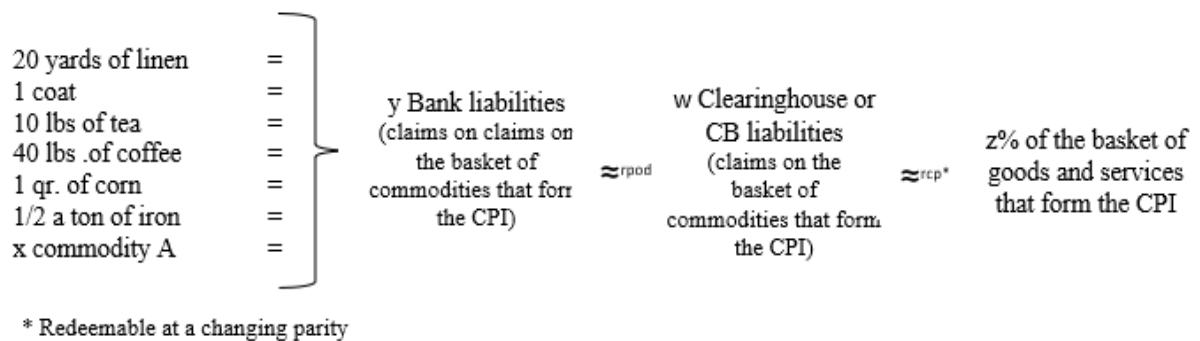 20 yards of linen =
1 coat =
10 lbs of tea =
40 lbs .of coffee =
1 qr. of corn =
1/2 a ton of iron =
x commodity A =
y Bank liabilities
(claims on claims on
the basket of
commodities that forr
the CPI)
≈rpod
w Clearinghouse or
CB liabilities
(claims on the
basket of
commodities that form
the CPI)
≈rcp*
z% of the basket of
goods and services
that form the CPI
* Redeemable at a changing parity